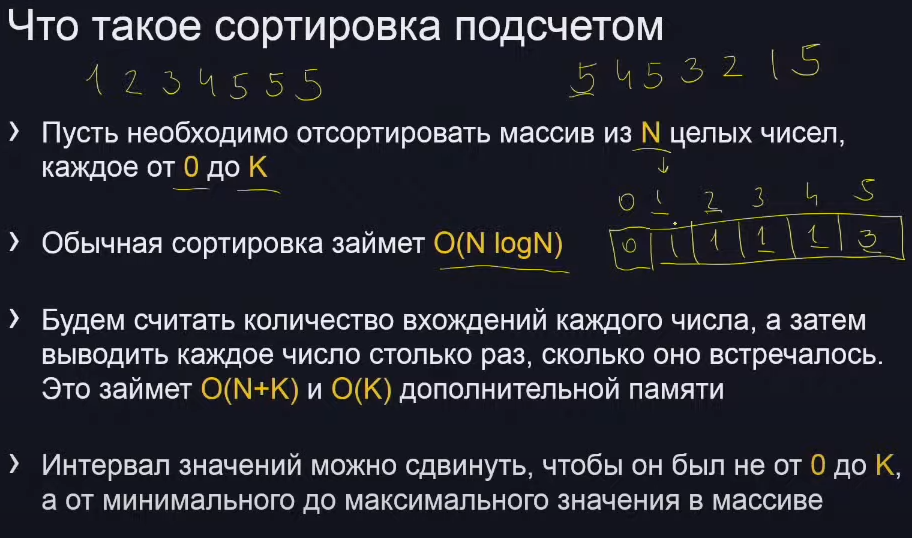 Что такое сортировка подсчетом
1 2 3 4 5 5 5
5 4 5 3 2 1 5
› Пусть необходимо отсортировать массив из N целых чисел,
каждое от 0 до K
0 1 2 3 4 5
0 1 1 1 1 3
› Обычная сортировка займет O(N logN)
› Будем считать количество вхождений каждого числа, а затем
выводить каждое число столько раз, сколько оно встречалось.
Это займет O(N+K) и O(K) дополнительной памяти
› Интервал значений можно сдвинуть, чтобы он был не от 0 до K,
а от минимального до максимального значения в массиве